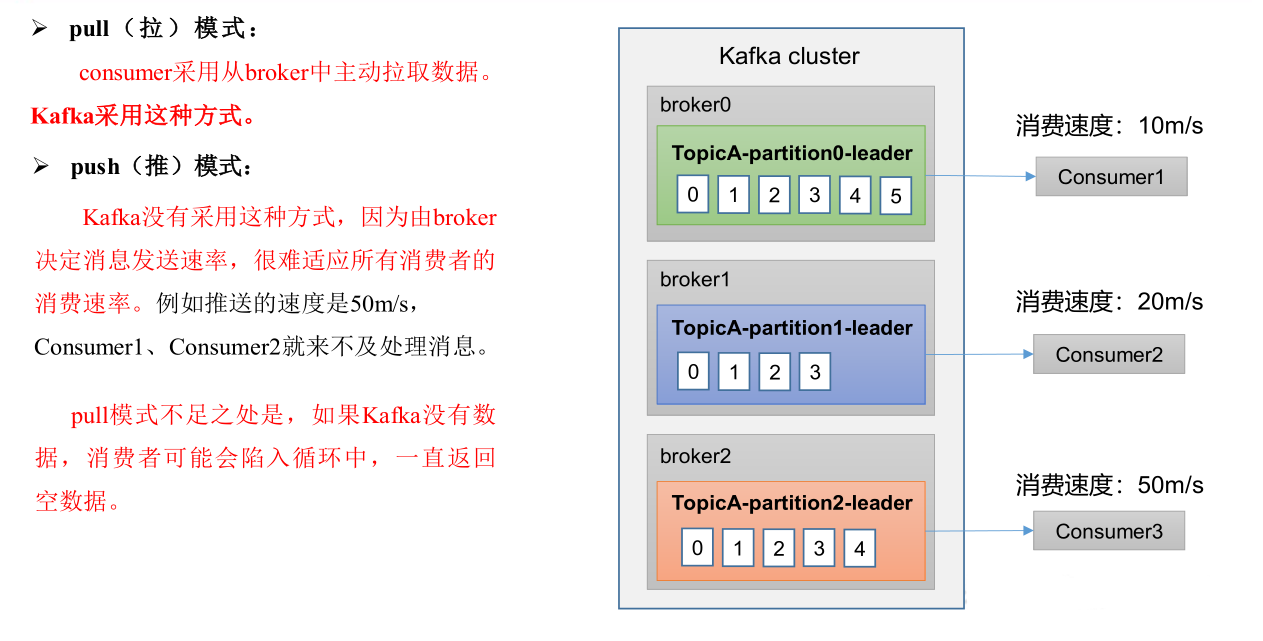 ➢ pull（拉）模式：
consumer采用从broker中主动拉取数据。
Kafka采用这种方式。
➢ push（推）模式：
Kafka没有采用这种方式，因为由broker
决定消息发送速率，很难适应所有消费者的
消费速率。例如推送的速度是50m/s，
Consumer1、Consumer2就来不及处理消息。
pull模式不足之处是，如果Kafka没有数
据，消费者可能会陷入循环中，一直返回
空数据。
Kafka cluster
broker0
TopicA-partition0-leader
0 1 2 3 4 5
消费速度：10m/s
Consumer1
broker1
TopicA-partition1-leader
0 1 2 3
消费速度：20m/s
Consumer2
broker2
TopicA-partition2-leader
0 1 2 3 4
消费速度：50m/s
Consumer3